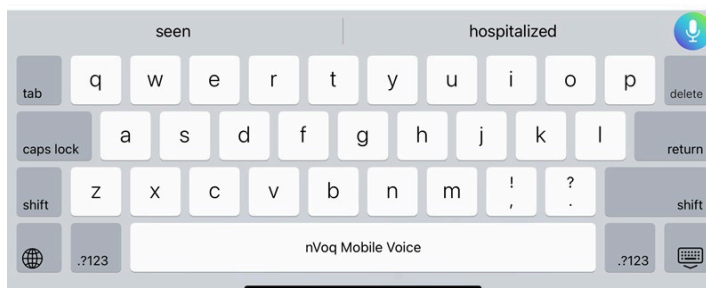 seen hospitalized
tab q w e r t y u i o p delete
caps lock a s d f g h j k l return
shift z x c v b n m ! , ? . shift
.?123 nVoq Mobile Voice .?123